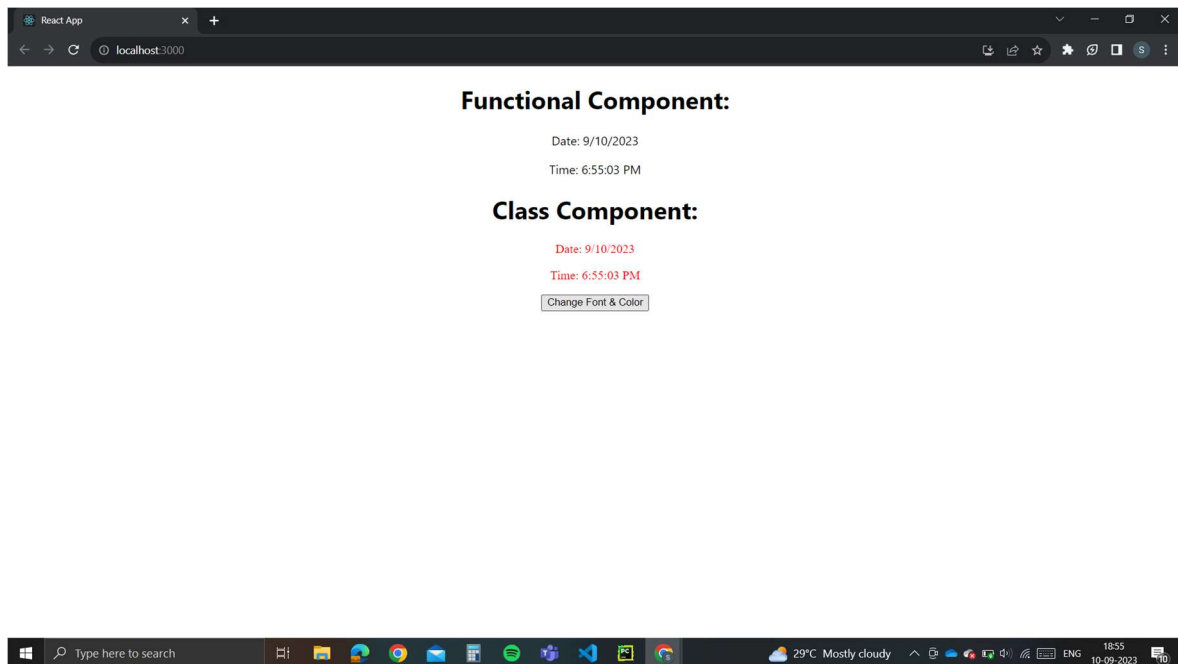 React App
localhost:3000
S
Functional Component:
Date: 9/10/2023
Time: 6:55:03 PM
Class Component:
Date: 9/10/2023
Time: 6:55:03 PM
Change Font & Color
Type here to search
PC
29°C Mostly cloudy
ENG
18:55
10-09-2023
10